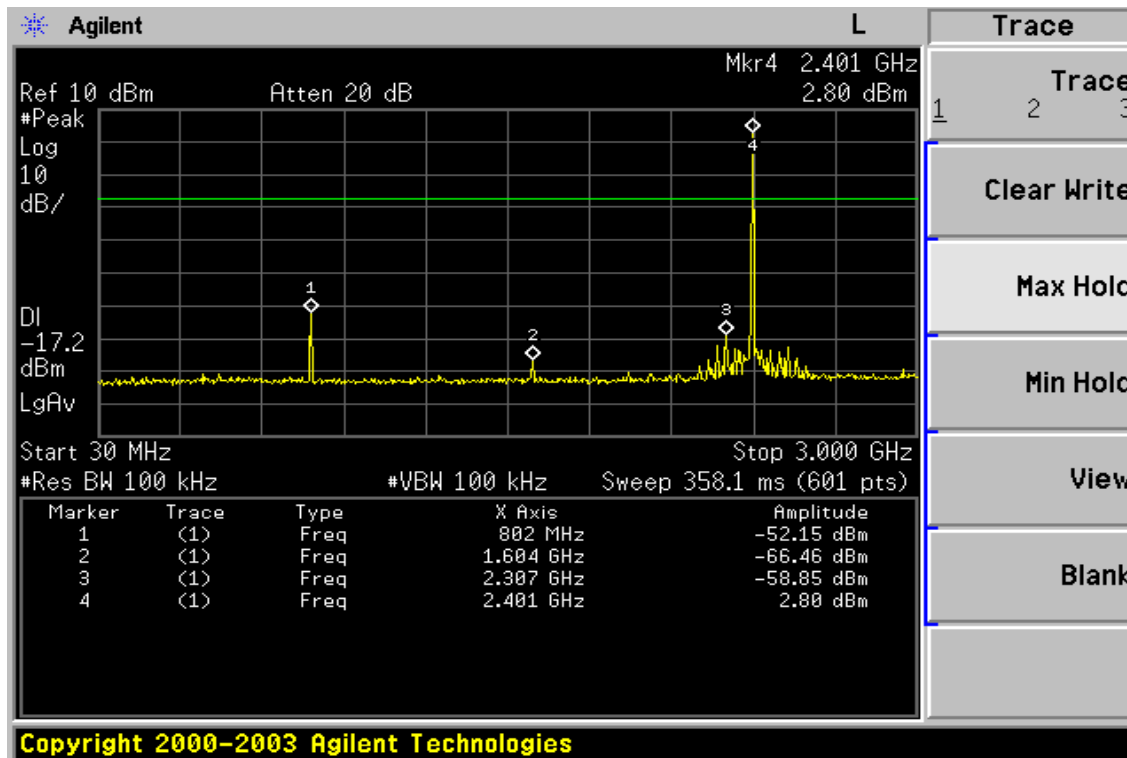 Agilent L Trace
Mkr4 2.401 GHz
Ref 10 dBm Atten 20 dB 2.80 dBm
#Peak
Log
10
dB/
1
2
3
4
DI
-17.2
dBm
LgAv
Start 30 MHz Stop 3.000 GHz
#Res BW 100 kHz #VBW 100 kHz Sweep 358.1 ms (601 pts)
Marker Trace Type X Axis Amplitude
1 (1) Freq 802 MHz -52.15 dBm
2 (1) Freq 1.604 GHz -66.46 dBm
3 (1) Freq 2.307 GHz -58.85 dBm
4 (1) Freq 2.401 GHz 2.80 dBm
Trace
1 2 3
Clear Write
Max Hold
Min Hold
View
Blank
Copyright 2000-2003 Agilent Technologies